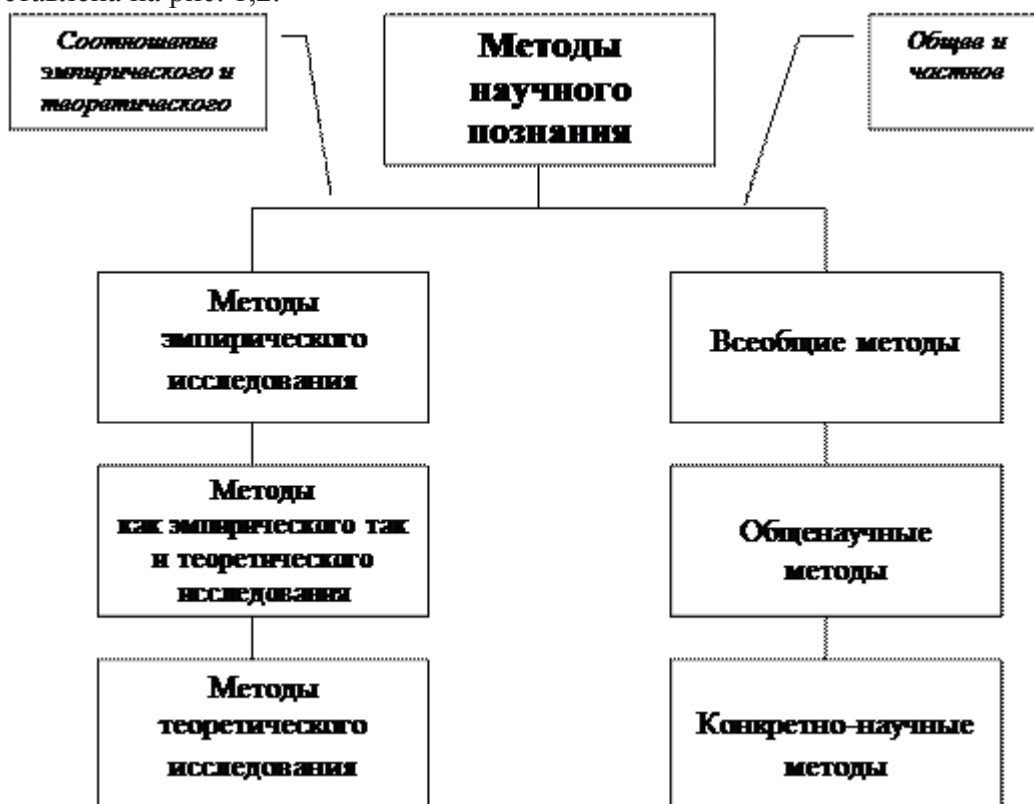 ставлена на рис. 1,2.
Соотношение
эмпирического и
теоретического
Методы
научного
познания
Общее и
частное
Методы
эмпирического
исследования
Всеобщие методы
Методы
как эмпирического так
и теоретического
исследования
Общенаучные
методы
Методы
теоретического
исследования
Конкретно-научные
методы